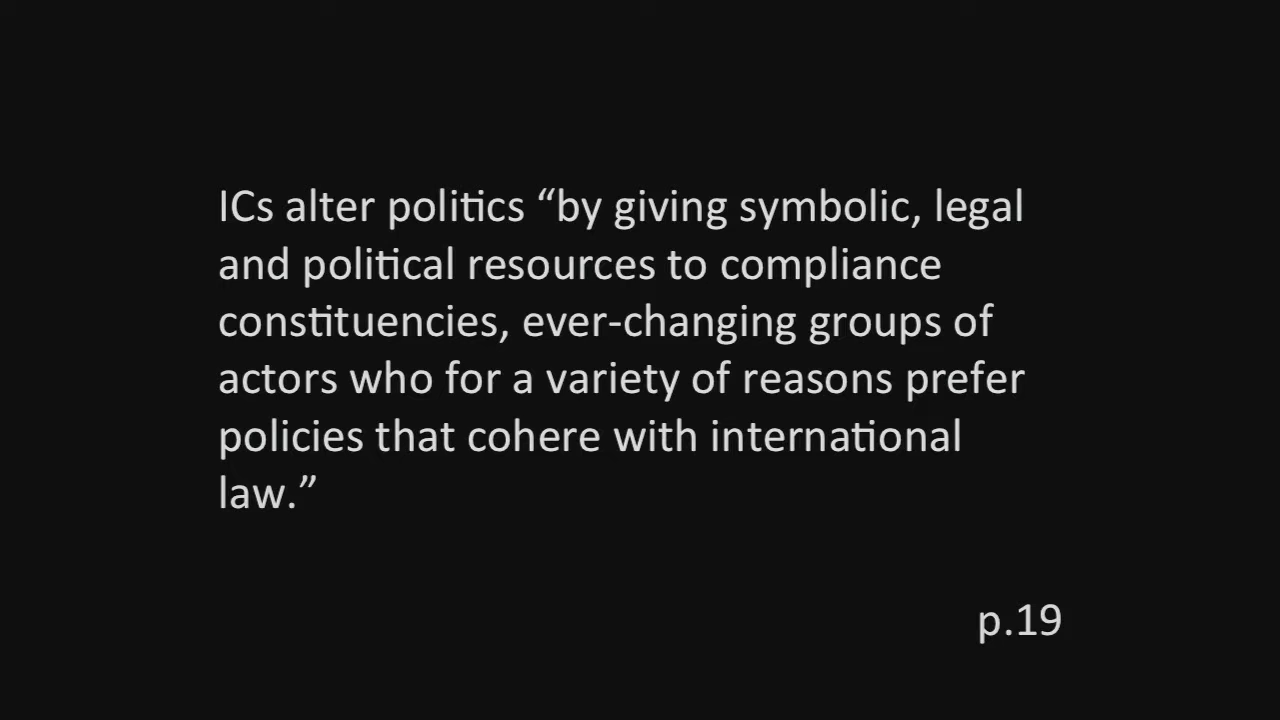 ICs alter politics “by giving symbolic, legal
and political resources to compliance
constituencies, ever-changing groups of
actors who for a variety of reasons prefer
policies that cohere with international
law.”
p.19